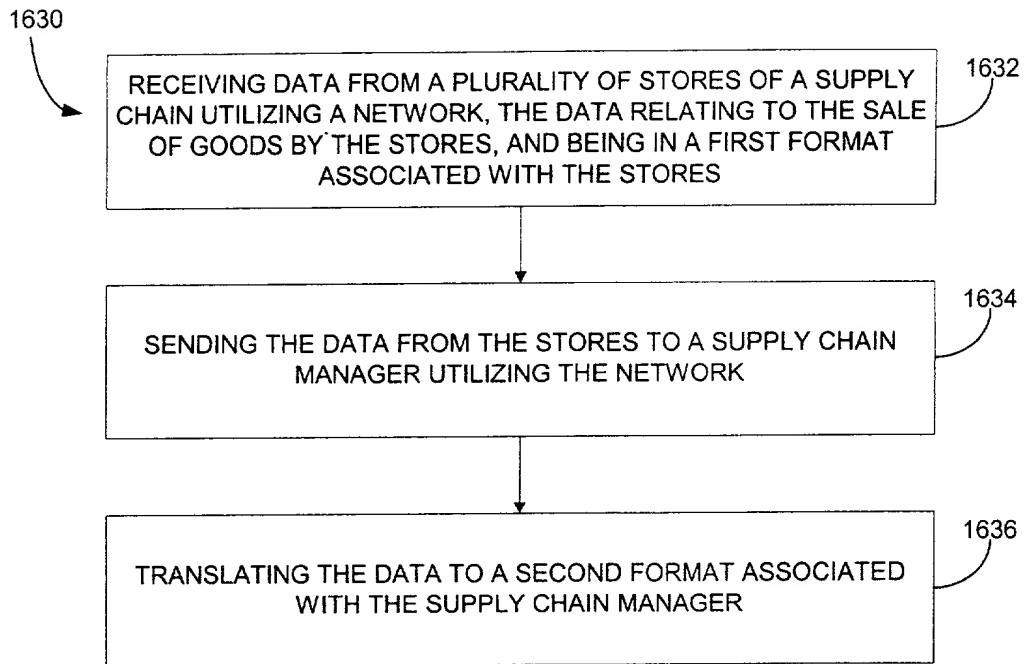 1630
RECEIVING DATA FROM A PLURALITY OF STORES OF A SUPPLY
CHAIN UTILIZING A NETWORK, THE DATA RELATING TO THE SALE
OF GOODS BY THE STORES, AND BEING IN A FIRST FORMAT
ASSOCIATED WITH THE STORES
1632
SENDING THE DATA FROM THE STORES TO A SUPPLY CHAIN
MANAGER UTILIZING THE NETWORK
1634
TRANSLATING THE DATA TO A SECOND FORMAT ASSOCIATED
WITH THE SUPPLY CHAIN MANAGER
1636